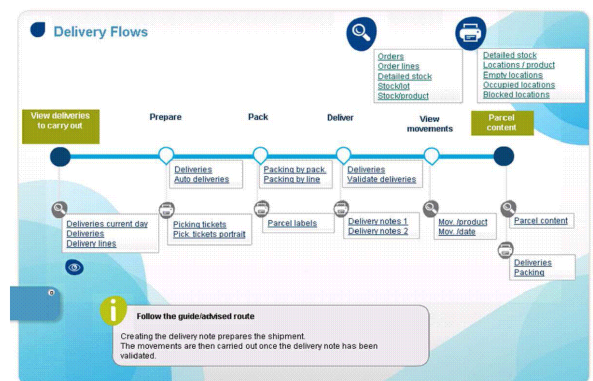 Delivery Flows
Orders
Order lines
Detailed stock
Stock/lot
Stock/product
Detailed stock
Locations / product
Empty locations
Occupied locations
Blocked locations
View deliveries
to carry out
Prepare
Pack
Deliver
View
movements
Parcel
content
Deliveries
Auto deliveries
Packing by pack.
Packing by line
Deliveries
Validate deliveries
Deliveries current day
Deliveries
Delivery lines
Picking tickets
Pick. tickets portrait
Parcel labels
Delivery notes 1
Delivery notes 2
Mov. /product
Mov. /date
Parcel content
Deliveries
Packing
Follow the guide/advised route
Creating the delivery note prepares the shipment.
The movements are then carried out once the delivery note has been
validated.